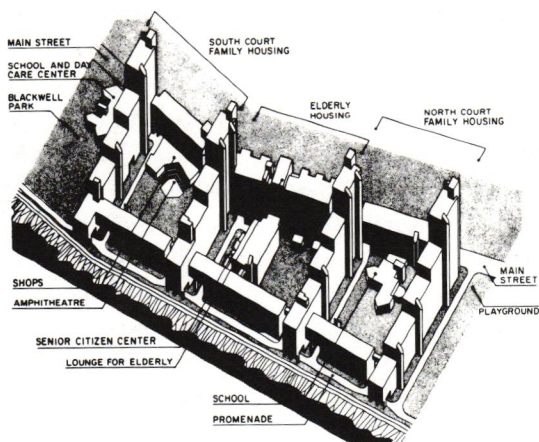 MAIN STREET
SCHOOL AND DAY
CARE CENTER
BLACKWELL
PARK
SOUTH COURT
FAMILY HOUSING
ELDERLY
HOUSING
NORTH COURT
FAMILY HOUSING
MAIN
STREET
PLAYGROUND
SHOPS
AMPHITHEATRE
SENIOR CITIZEN CENTER
LOUNGE FOR ELDERLY
SCHOOL
PROMENADE